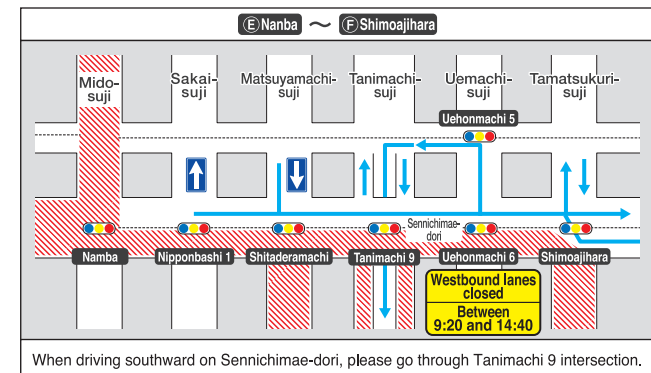 Ⓔ Nanba ～ Ⓕ Shimoajihara
Mido-
suji
Sakai-
suji
Matsuyamachi-
suji
Tanimachi-
suji
Uemachi-
suji
Tamatsukuri-
suji
Uehonmachi 5
Sennichimae-
dori
Namba
Nipponbashi 1
Shitaderamachi
Tanimachi 9
Uehonmachi 6
Shimoajihara
Westbound lanes
closed
Between
9:20 and 14:40
When driving southward on Sennichimae-dori, please go through Tanimachi 9 intersection.